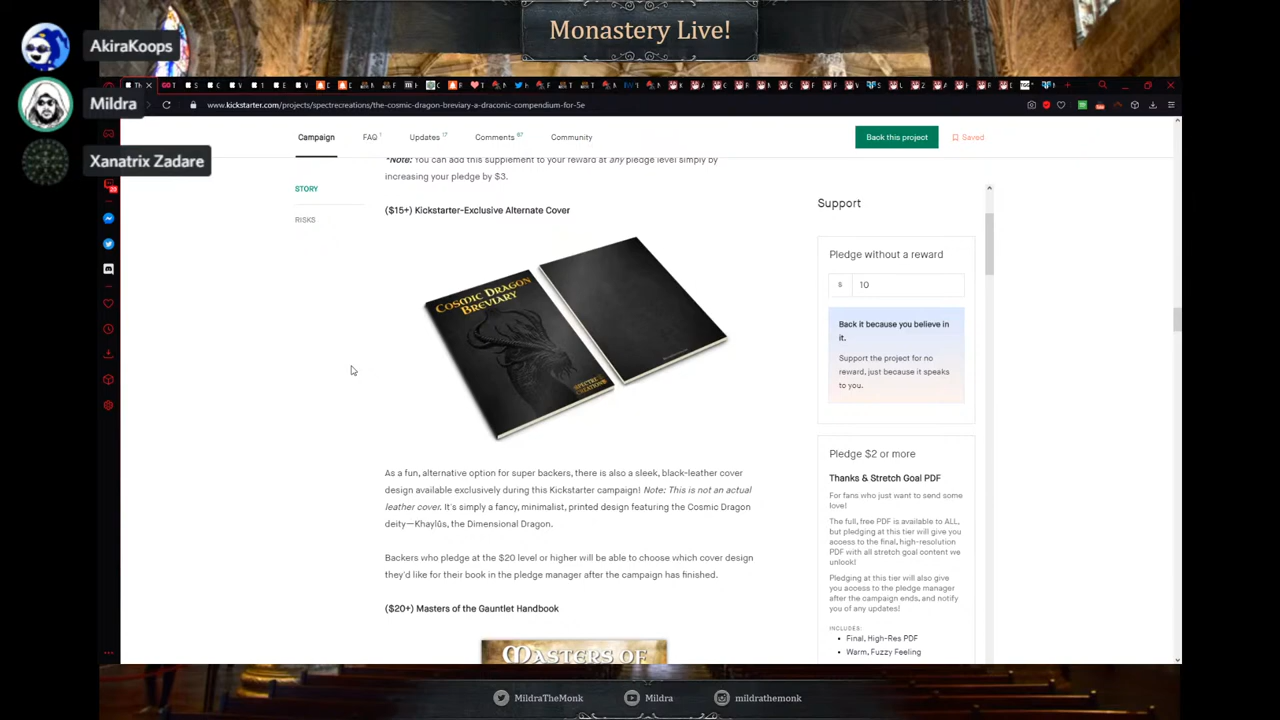 Monastery Live!
AkiraKoops
Mildra
Xanatrix Zadare
www.kickstarter.com/projects/spectrecreations/the-cosmic-dragon-breviary-a-draconic-compendium-for-5e
Campaign FAQ 1 Updates 17 Comments 67 Community Back this project Saved
STORY
RISKS
*Note: You can add this supplement to your reward at any pledge level simply by
increasing your pledge by $3.
($15+) Kickstarter-Exclusive Alternate Cover
COSMIC DRAGON
BREVIARY
SPECTRE
CREATIONS
As a fun, alternative option for super backers, there is also a sleek, black-leather cover
design available exclusively during this Kickstarter campaign! Note: This is not an actual
leather cover. It's simply a fancy, minimalist, printed design featuring the Cosmic Dragon
deity—Khaylûs, the Dimensional Dragon.
Backers who pledge at the $20 level or higher will be able to choose which cover design
they'd like for their book in the pledge manager after the campaign has finished.
($20+) Masters of the Gauntlet Handbook
MASTERS OF
Support
Pledge without a reward
$ 10
Back it because you believe in
it.
Support the project for no
reward, just because it speaks
to you.
Pledge $2 or more
Thanks & Stretch Goal PDF
For fans who just want to send some
love!
The full, free PDF is available to ALL,
but pledging at this tier will give you
access to the final, high-resolution
PDF with all stretch goal content we
unlock!
Pledging at this tier will also give
you access to the pledge manager
after the campaign ends, and notify
you of any updates!
INCLUDES:
• Final, High-Res PDF
• Warm, Fuzzy Feeling
MildraTheMonk Mildra mildrathemonk